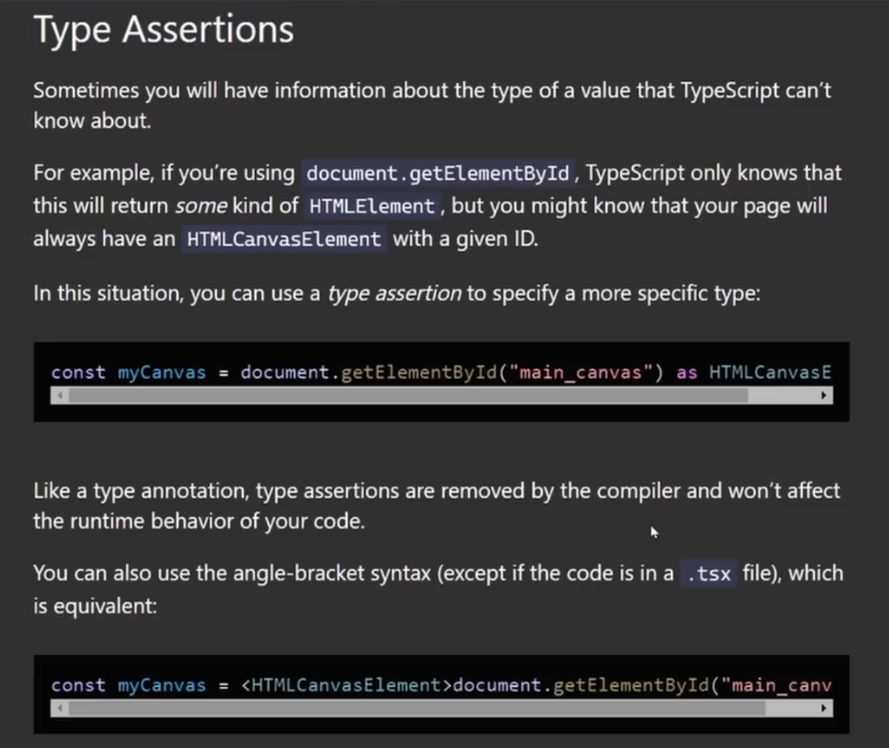 Type Assertions
Sometimes you will have information about the type of a value that TypeScript can't
know about.
For example, if you're using document.getElementById, TypeScript only knows that
this will return some kind of HTMLElement, but you might know that your page will
always have an HTMLCanvasElement with a given ID.
In this situation, you can use a type assertion to specify a more specific type:
const myCanvas = document.getElementById("main_canvas") as HTMLCanvasE
Like a type annotation, type assertions are removed by the compiler and won't affect
the runtime behavior of your code.
You can also use the angle-bracket syntax (except if the code is in a .tsx file), which
is equivalent:
const myCanvas = <HTMLCanvasElement>document.getElementById("main_canv